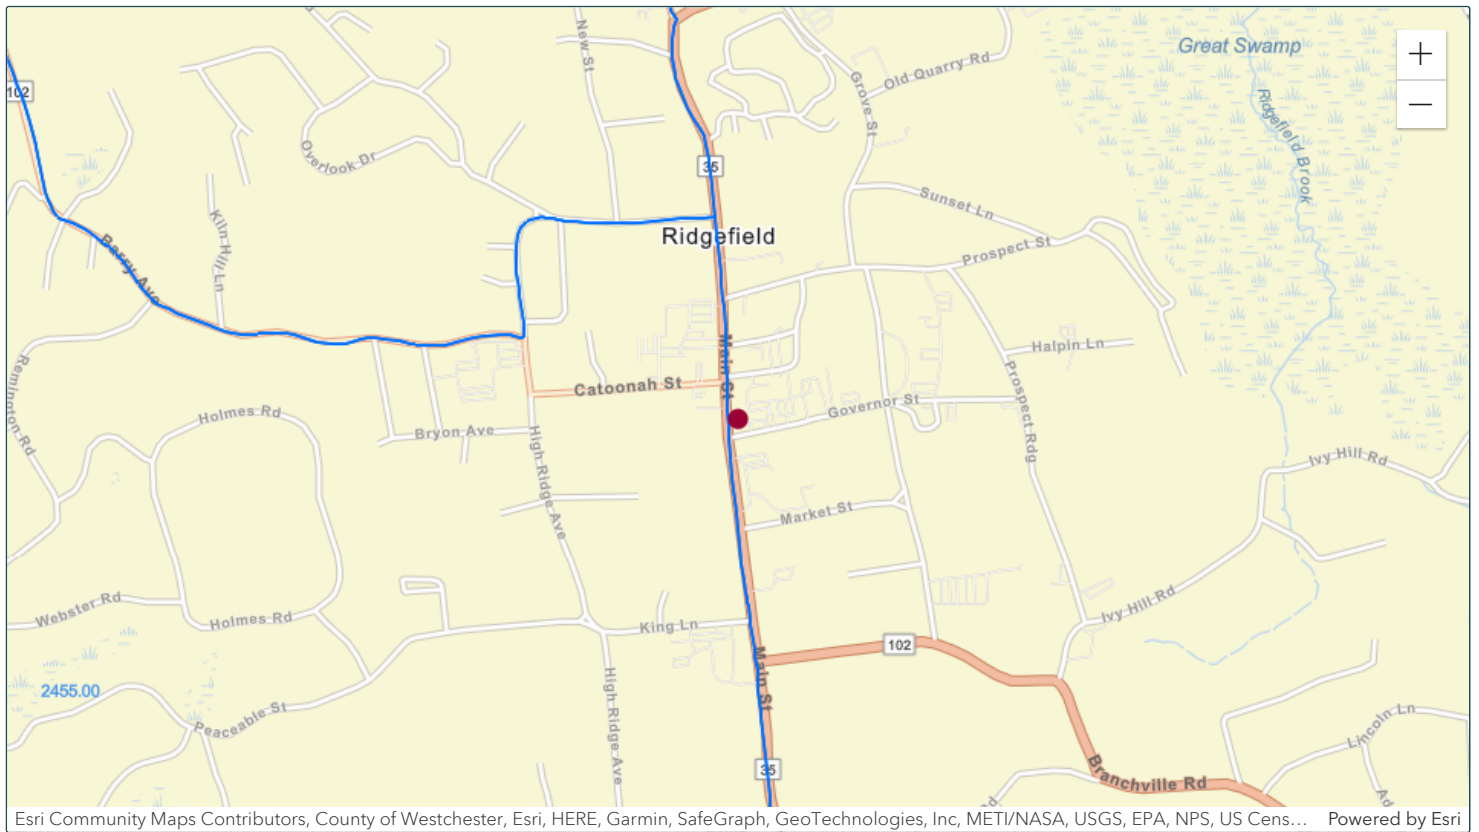 Great Swamp
+
−
New St
Old Quarry Rd
102
Grove St
Ridgefield Brook
Overlook Dr
35
Sunset Ln
Kiln Hill Ln
Ridgefield
Barry Ave
Prospect St
Halpin Ln
Main St
Remington Rd
Catoonah St
Prospect Rdg
Holmes Rd
Governor St
Bryon Ave
High Ridge Ave
Ivy Hill Rd
Market St
Webster Rd
Holmes Rd
King Ln
Ivy Hill Rd
102
Main St
2455.00
High Ridge Ave
Peaceable St
Lincoln Ln
35
Branchville Rd
Rd
Ad
Esri Community Maps Contributors, County of Westchester, Esri, HERE, Garmin, SafeGraph, GeoTechnologies, Inc, METI/NASA, USGS, EPA, NPS, US Cens... Powered by Esri